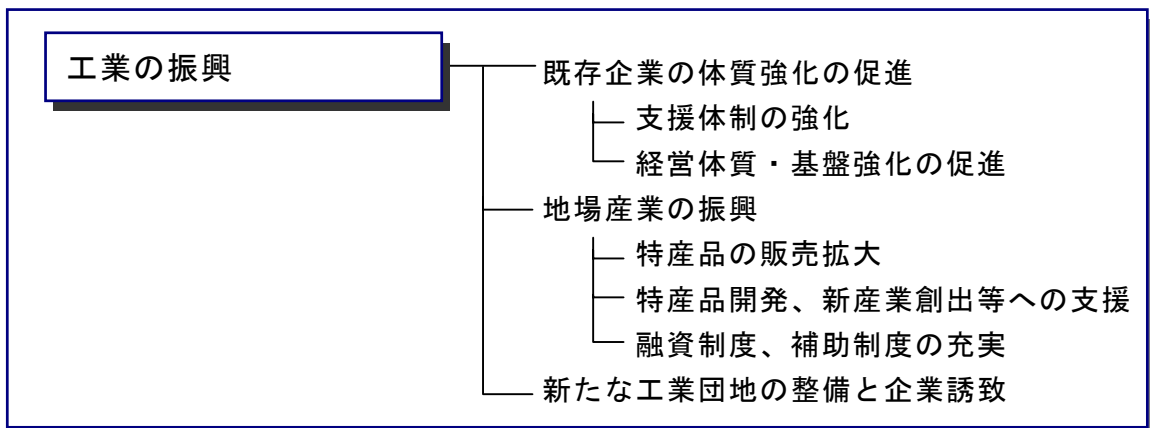 工業の振興
既存企業の体質強化の促進
支援体制の強化
経営体質・基盤強化の促進
地場産業の振興
特産品の販売拡大
特産品開発、新産業創出等への支援
融資制度、補助制度の充実
新たな工業団地の整備と企業誘致